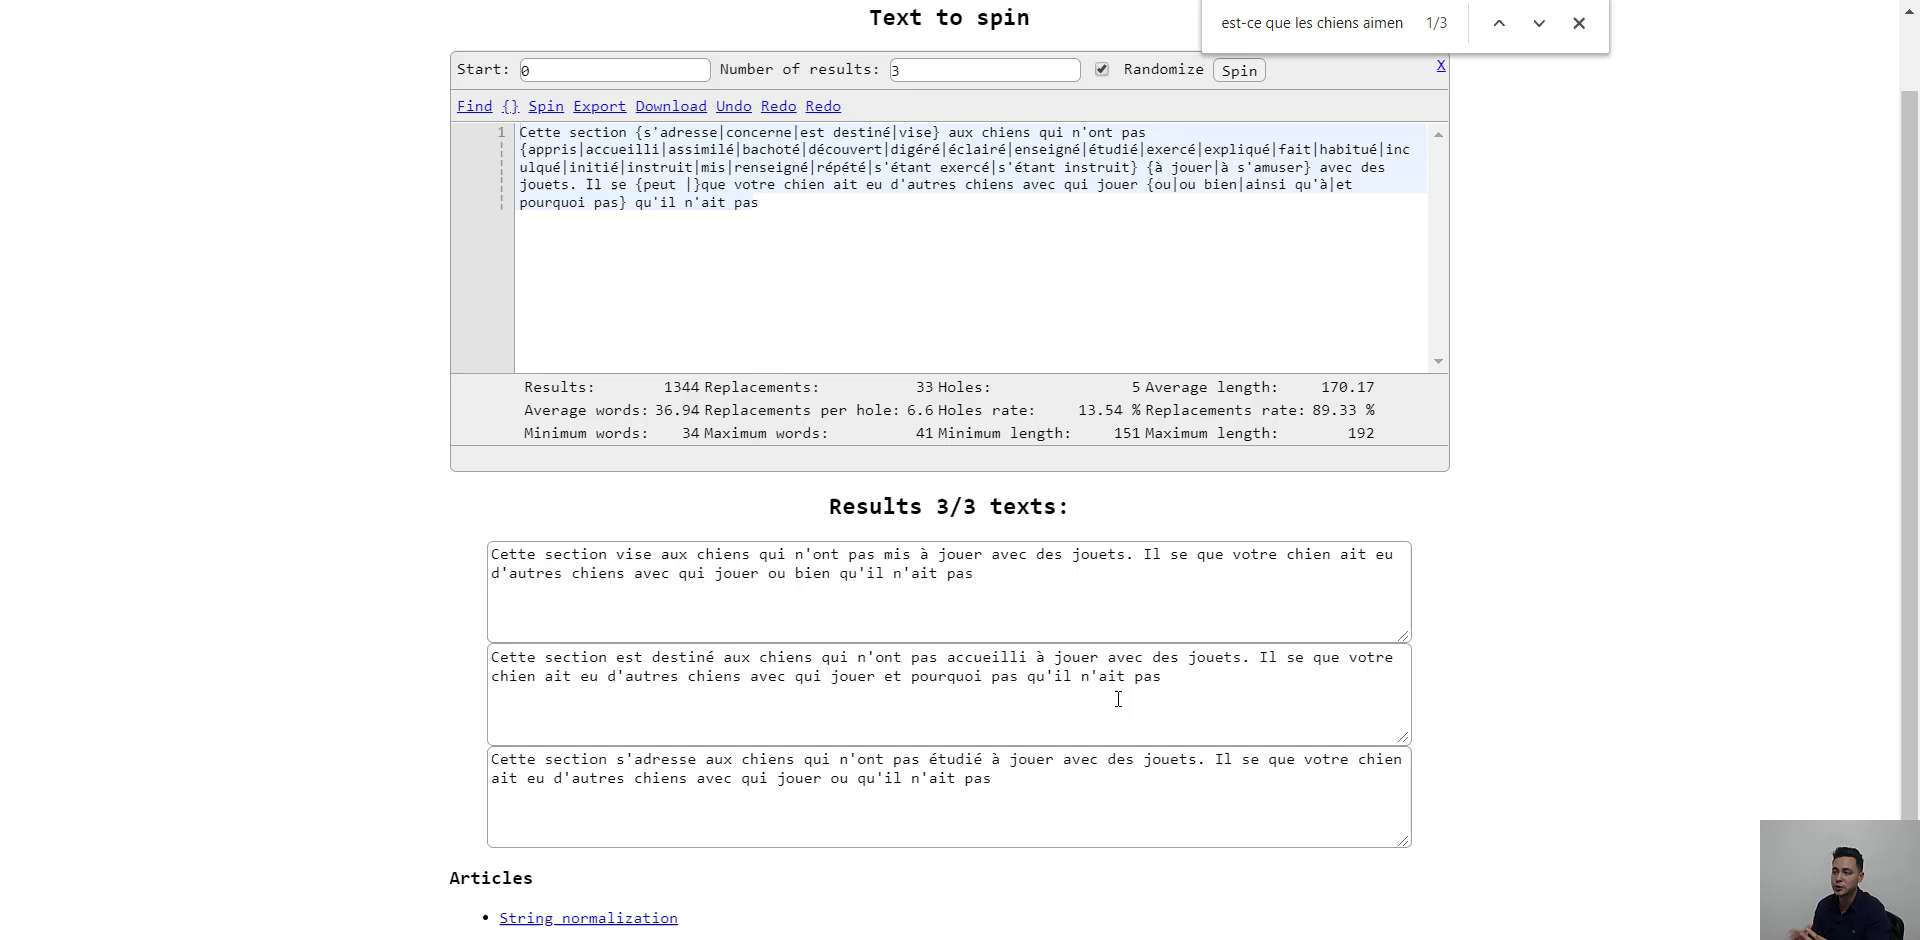 Text to spin
est-ce que les chiens aimen 1/3
Start: 0 Number of results: 3 Randomize Spin X
Find {} Spin Export Download Undo Redo Redo
1 Cette section {s'adresse|concerne|est destiné|vise} aux chiens qui n'ont pas
{appris|accueilli|assimilé|bachoté|découvert|digéré|éclairé|enseigné|étudié|exercé|expliqué|fait|habitué|inc
ulqué|initié|instruit|mis|renseigné|répété|s'étant exercé|s'étant instruit} {à jouer|à s'amuser} avec des
jouets. Il se {peut |}que votre chien ait eu d'autres chiens avec qui jouer {ou|ou bien|ainsi qu'à|et
pourquoi pas} qu'il n'ait pas
Results: 1344 Replacements: 33 Holes: 5 Average length: 170.17
Average words: 36.94 Replacements per hole: 6.6 Holes rate: 13.54 % Replacements rate: 89.33 %
Minimum words: 34 Maximum words: 41 Minimum length: 151 Maximum length: 192
Results 3/3 texts:
Cette section vise aux chiens qui n'ont pas mis à jouer avec des jouets. Il se que votre chien ait eu
d'autres chiens avec qui jouer ou bien qu'il n'ait pas
Cette section est destiné aux chiens qui n'ont pas accueilli à jouer avec des jouets. Il se que votre
chien ait eu d'autres chiens avec qui jouer et pourquoi pas qu'il n'ait pas
Cette section s'adresse aux chiens qui n'ont pas étudié à jouer avec des jouets. Il se que votre chien
ait eu d'autres chiens avec qui jouer ou qu'il n'ait pas
Articles
• String normalization